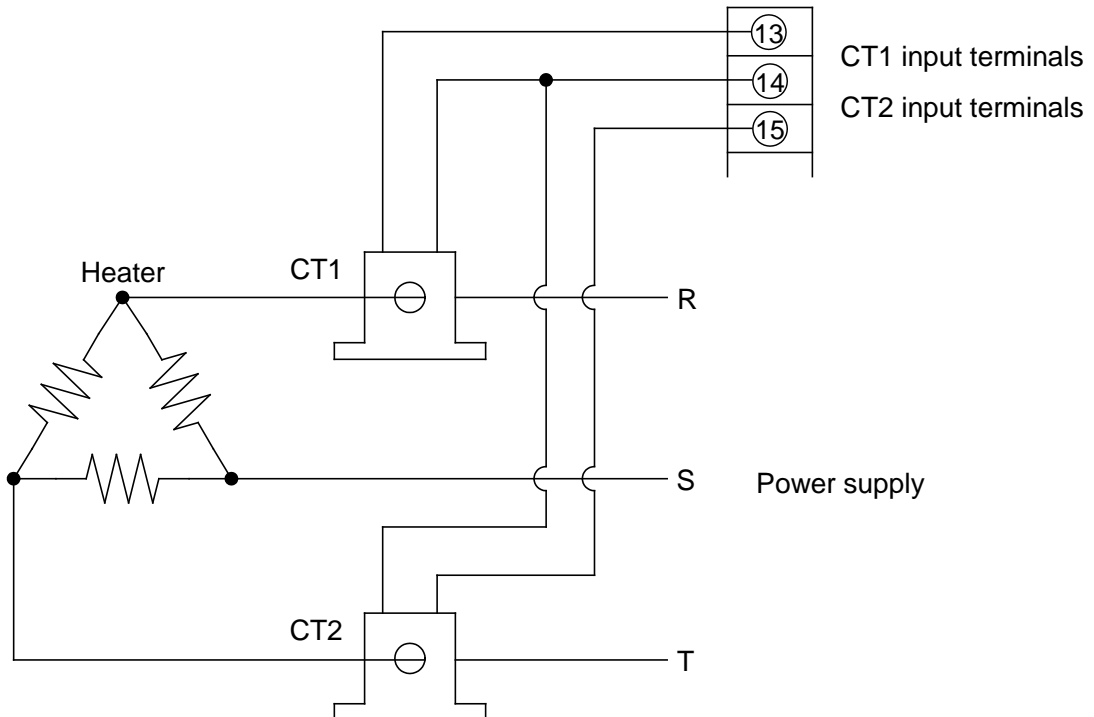 13
CT1 input terminals
14
CT2 input terminals
15
CT1
Heater
R
S
Power supply
CT2
T